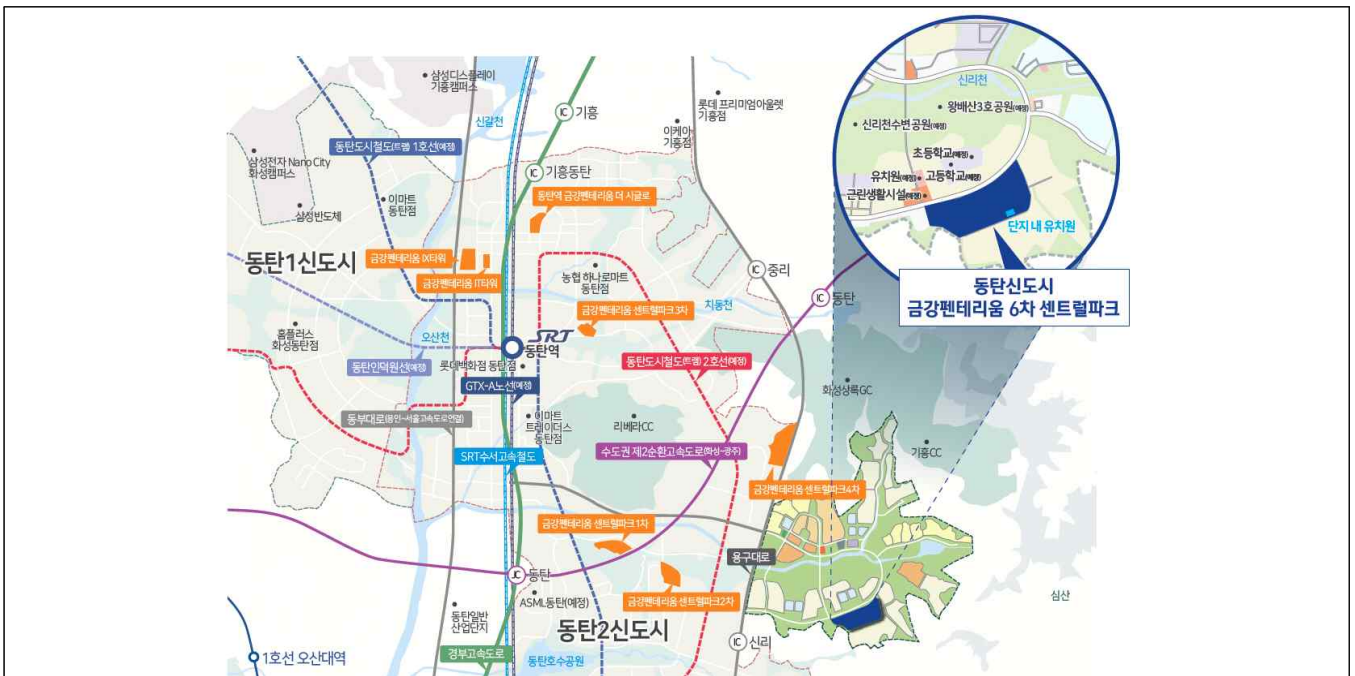 삼성디스플레이
기흥캠퍼스
신갈천
IC 기흥
롯데 프리미엄아울렛
기흥점
이케아
기흥점
동탄도시철도(트램) 1호선(예정)
삼성전자 Nano City
화성캠퍼스
IC 기흥동탄
이마트
동탄점
삼성반도체
동탄역 금강펜테리움 더 시글로
동탄1신도시
금강펜테리움 IX타워
금강펜테리움 IT타워
농협 하나로마트
동탄점
IC 중리
IC 동탄
치동천
금강펜테리움 센트럴파크 3차
오산천
홈플러스
화성동탄점
SRT
동탄역
롯데백화점 동탄점
동탄인덕원선(예정)
동탄도시철도(트램) 2호선(예정)
GTX-A노선(예정)
화성상록GC
동부대로(용인~서울고속도로연결)
이마트
트레이더스
동탄점
리베라CC
기흥CC
SRT수서고속철도
수도권 제2순환고속도로(화성~광주)
금강펜테리움 센트럴파크4차
금강펜테리움 센트럴파크 1차
용구대로
JC 동탄
ASML동탄(예정)
금강펜테리움 센트럴파크2차
심산
동탄일반
산업단지
동탄2신도시
IC 신리
1호선 오산대역
경부고속도로
동탄호수공원
신리천
왕배산3호공원(예정)
신리천수변공원(예정)
초등학교(예정)
유치원(예정)
고등학교(예정)
근린생활시설(예정)
단지 내 유치원
동탄신도시
금강펜테리움 6차 센트럴파크